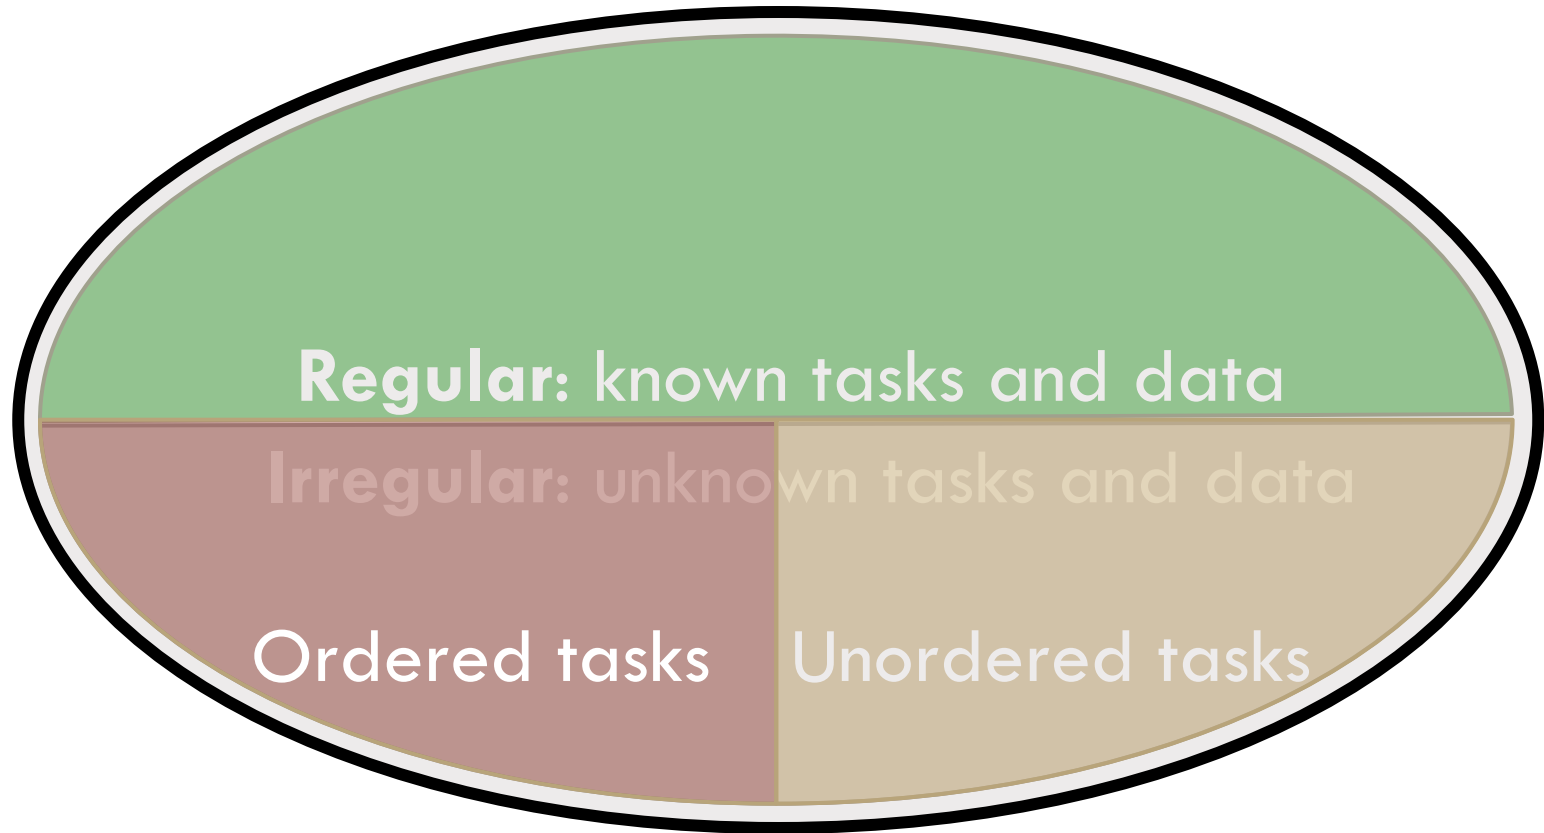 Regular: known tasks and data
Irregular: unknown tasks and data
Ordered tasks
Unordered tasks